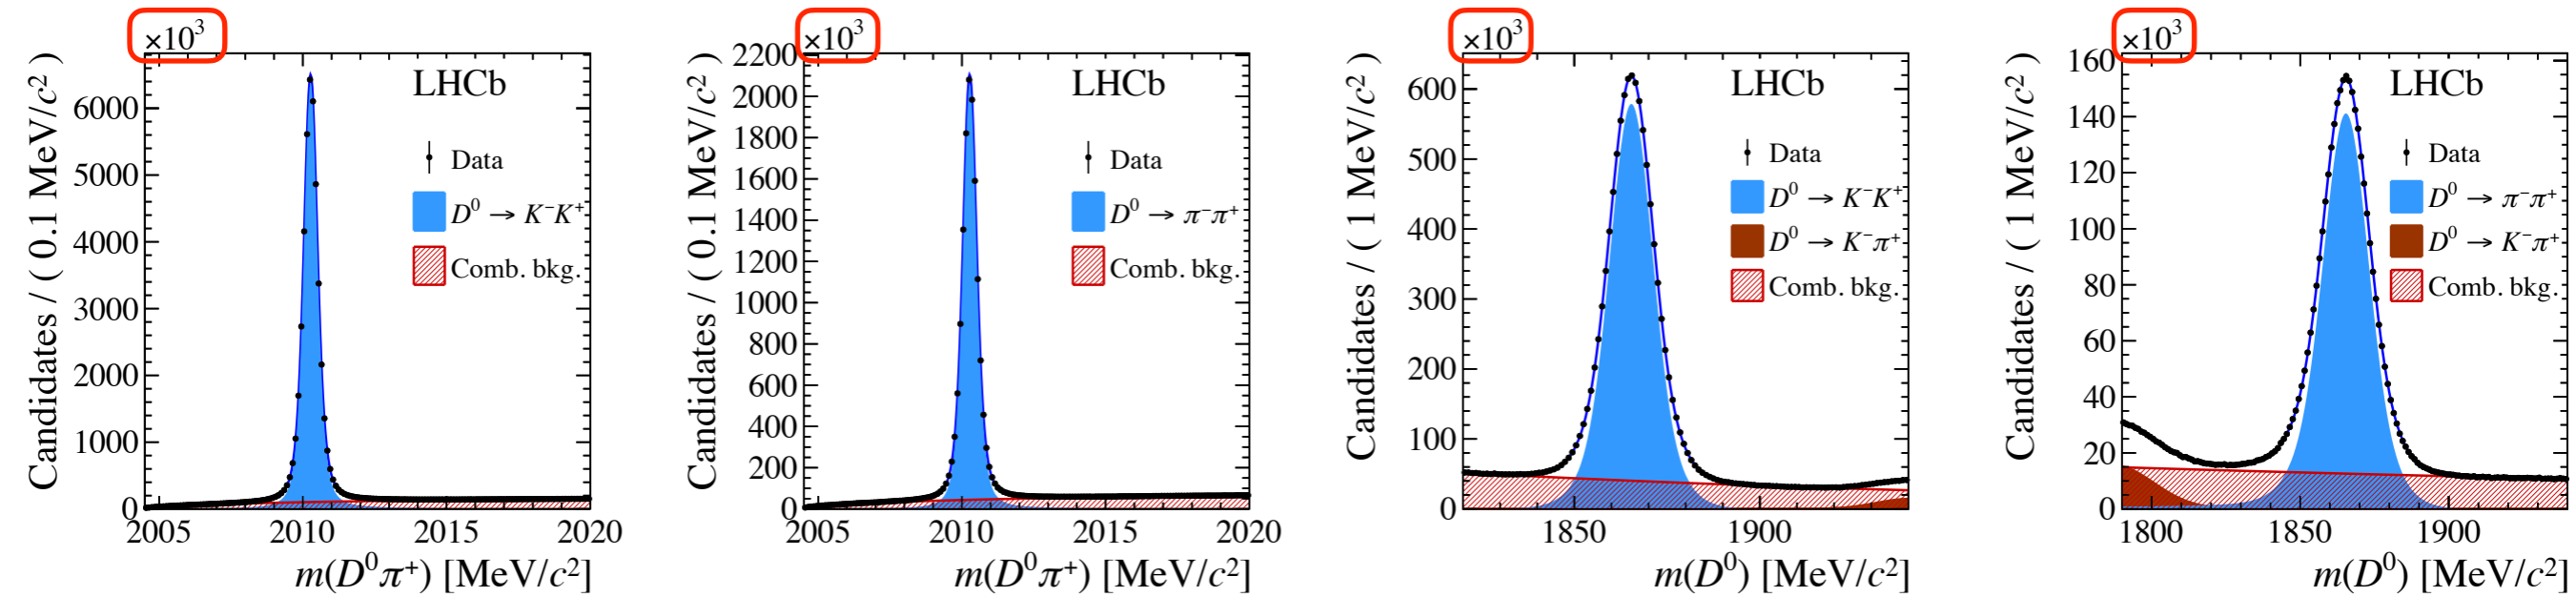 ×10³
Candidates / ( 0.1 MeV/c² )
6000
5000
4000
3000
2000
1000
0
LHCb
Data
D⁰ → K⁻K⁺
Comb. bkg.
2005 2010 2015 2020
m(D⁰π⁺) [MeV/c²]
×10³
Candidates / ( 0.1 MeV/c² )
2200
2000
1800
1600
1400
1200
1000
800
600
400
200
0
LHCb
Data
D⁰ → π⁻π⁺
Comb. bkg.
2005 2010 2015 2020
m(D⁰π⁺) [MeV/c²]
×10³
Candidates / ( 1 MeV/c² )
600
500
400
300
200
100
0
LHCb
Data
D⁰ → K⁻K⁺
D⁰ → K⁻π⁺
Comb. bkg.
1850 1900
m(D⁰) [MeV/c²]
×10³
Candidates / ( 1 MeV/c² )
160
140
120
100
80
60
40
20
0
LHCb
Data
D⁰ → π⁻π⁺
D⁰ → K⁻π⁺
Comb. bkg.
1800 1850 1900
m(D⁰) [MeV/c²]